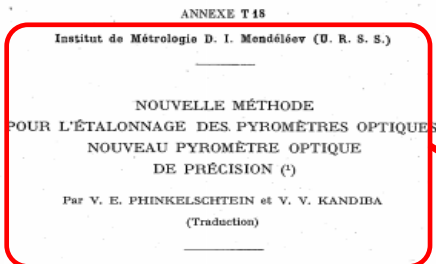 ANNEXE T 18
Institut de Métrologie D. I. Mendéléev (U. R. S. S.)
NOUVELLE MÉTHODE
POUR L'ÉTALONNAGE DES PYROMÈTRES OPTIQUES
NOUVEAU PYROMÈTRE OPTIQUE
DE PRÉCISION (¹)
Par V. E. PHINKELSCHTEIN et V. V. KANDIBA
(Traduction)